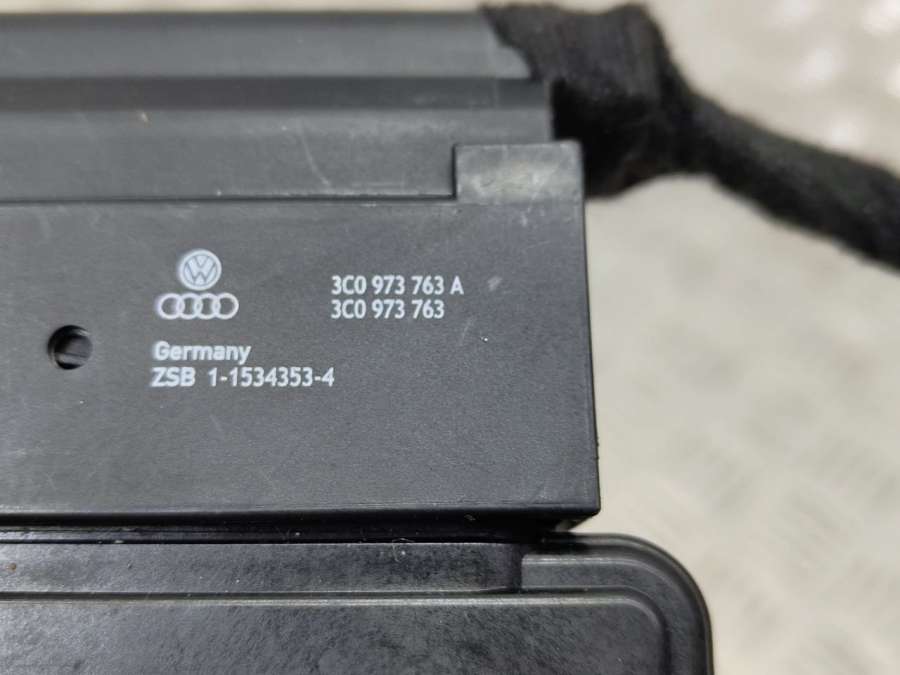 3C0 973 763 A
3C0 973 763
Germany
ZSB 1-1534353-4